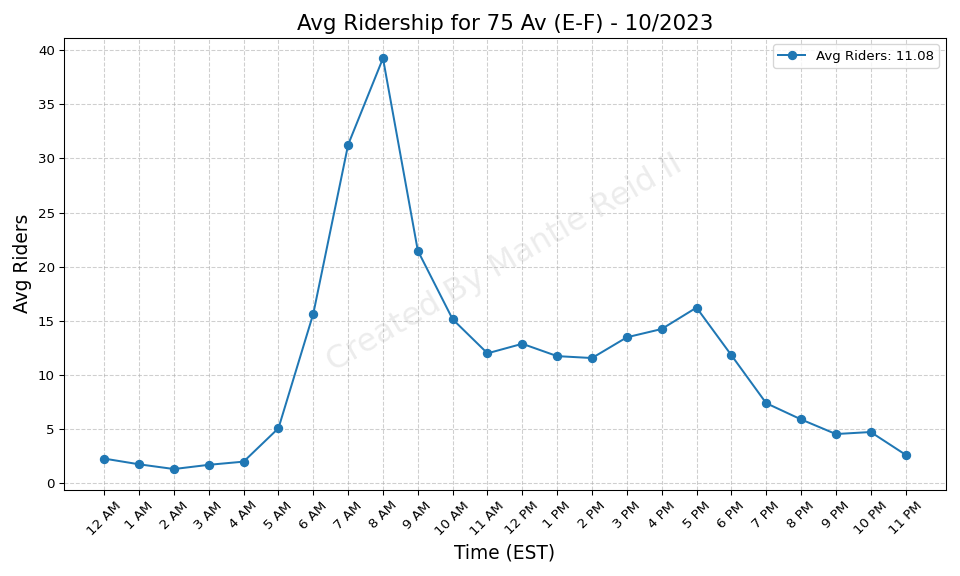 Avg Ridership for 75 Av (E-F) - 10/2023
Avg Riders: 11.08
Avg Riders
40
35
30
25
20
15
10
5
0
Created By Mantie Reid II
12 AM
1 AM
2 AM
3 AM
4 AM
5 AM
6 AM
7 AM
8 AM
9 AM
10 AM
11 AM
12 PM
1 PM
2 PM
3 PM
4 PM
5 PM
6 PM
7 PM
8 PM
9 PM
10 PM
11 PM
Time (EST)